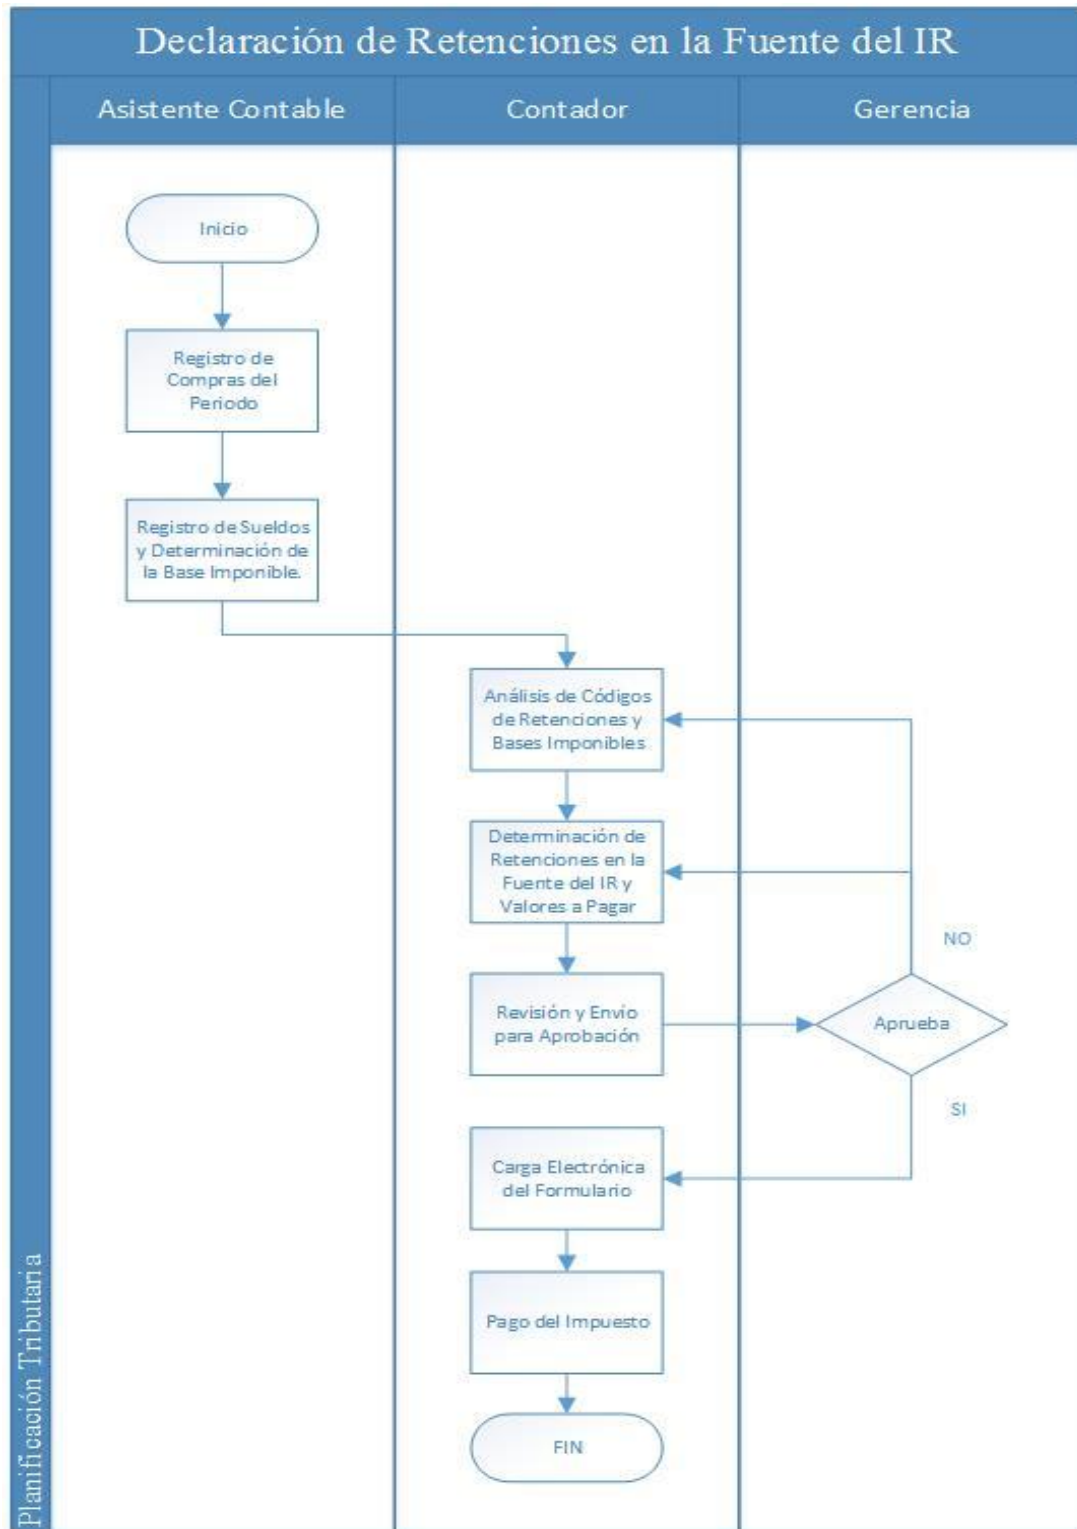 Declaración de Retenciones en la Fuente del IR
Asistente Contable
Contador
Gerencia
Inicio
Registro de
Compras del
Periodo
Registro de Sueldos
y Determinación de
la Base Imponible.
Análisis de Códigos
de Retenciones y
Bases Imponibles
Determinación de
Retenciones en la
Fuente del IR y
Valores a Pagar
NO
Revisión y Envío
para Aprobación
Aprueba
SI
Carga Electrónica
del Formulario
Pago del Impuesto
FIN
Planificación Tributaria